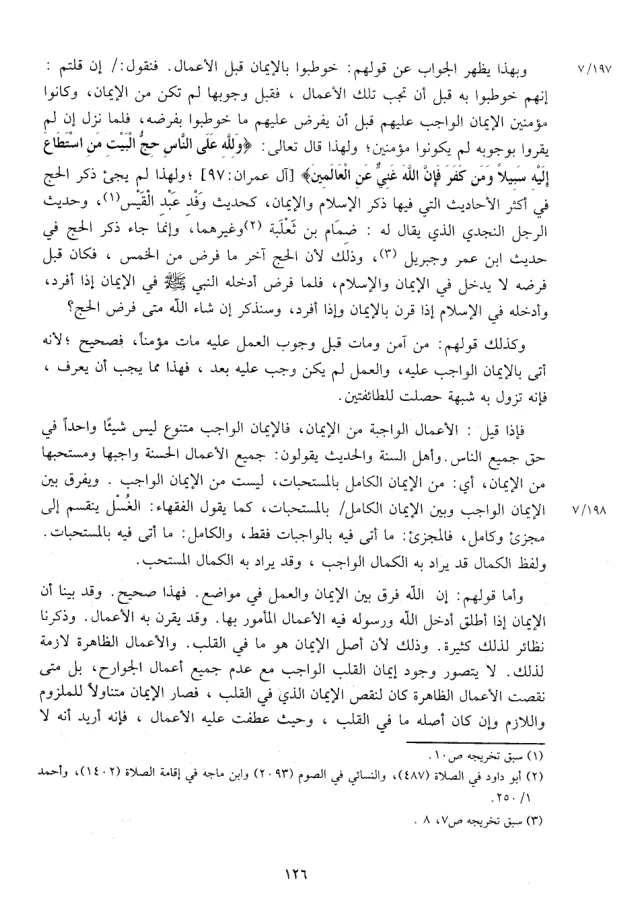 ٧/١٩٧ وبهذا يظهر الجواب عن قولهم: خوطبوا بالإيمان قبل الأعمال. فنقول:/ إن قلتم :
إنهم خوطبوا به قبل أن تجب تلك الأعمال ، فقبل وجوبها لم تكن من الإيمان، وكانوا
مؤمنين الإيمان الواجب عليهم قبل أن يفرض عليهم ما خوطبوا بفرضه، فلما نزل إن لم
يقروا بوجوبه لم يكونوا مؤمنين؛ ولهذا قال تعالى: ﴿وَلِلَّهِ عَلَى النَّاسِ حِجُّ الْبَيْتِ مَنِ اسْتَطَاعَ
إِلَيْهِ سَبِيلاً وَمَن كَفَرَ فَإِنَّ اللَّهَ غَنِيٌّ عَنِ الْعَالَمِينَ﴾ [آل عمران: ٩٧] ؛ولهذا لم يجئ ذكر الحج
في أكثر الأحاديث التي فيها ذكر الإسلام والإيمان، كحديث وَفْدِ عَبْدِ الْقَيْس(١)، وحديث
الرجل النجدي الذي يقال له : ضِمَام بن ثَعْلَبَة (٢)وغيرهما، وإنما جاء ذكر الحج في
حديث ابن عمر وجبريل (٣)، وذلك لأن الحج آخر ما فرض من الخمس ، فكان قبل
فرضه لا يدخل في الإيمان والإسلام، فلما فرض أدخله النبي ﷺ في الإيمان إذا أفرد،
وأدخله في الإسلام إذا قرن بالإيمان وإذا أفرد، وسنذكر إن شاء الله متى فرض الحج؟
وكذلك قولهم: من آمن ومات قبل وجوب العمل عليه مات مؤمناً، فصحيح ؛لأنه
أتى بالإيمان الواجب عليه، والعمل لم يكن وجب عليه بعد ، فهذا مما يجب أن يعرف ،
فإنه تزول به شبهة حصلت للطائفتين.
فإذا قيل : الأعمال الواجبة من الإيمان، فالإيمان الواجب متنوع ليس شيئًا واحداً في
حق جميع الناس. وأهل السنة والحديث يقولون: جميع الأعمال الحسنة واجبها ومستحبها
من الإيمان، أي: من الإيمان الكامل بالمستحبات، ليست من الإيمان الواجب . ويفرق بين
٧/١٩٨ الإيمان الواجب وبين الإيمان الكامل/ بالمستحبات، كما يقول الفقهاء: الغُسْل ينقسم إلى
مجزئ وكامل، فالمجزئ: ما أتى فيه بالواجبات فقط، والكامل: ما أتى فيه بالمستحبات.
ولفظ الكمال قد يراد به الكمال الواجب ، وقد يراد به الكمال المستحب.
وأما قولهم: إن الله فرق بين الإيمان والعمل في مواضع. فهذا صحيح. وقد بينا أن
الإيمان إذا أطلق أدخل الله ورسوله فيه الأعمال المأمور بها. وقد يقرن به الأعمال. وذكرنا
نظائر لذلك كثيرة. وذلك لأن أصل الإيمان هو ما في القلب. والأعمال الظاهرة لازمة
لذلك. لا يتصور وجود إيمان القلب الواجب مع عدم جميع أعمال الجوارح، بل متى
نقصت الأعمال الظاهرة كان لنقص الإيمان الذي في القلب ، فصار الإيمان متناولاً للملزوم
واللازم وإن كان أصله ما في القلب ، وحيث عطفت عليه الأعمال ، فإنه أريد أنه لا
(١) سبق تخريجه ص١٠ .
(٢) أبو داود في الصلاة (٤٨٧)، والنسائي في الصوم (٢٠٩٣) وابن ماجه في إقامة الصلاة (١٤٠٢)، وأحمد
١/ ٢٥٠ .
(٣) سبق تخريجه ص٧، ٨ .
١٢٦